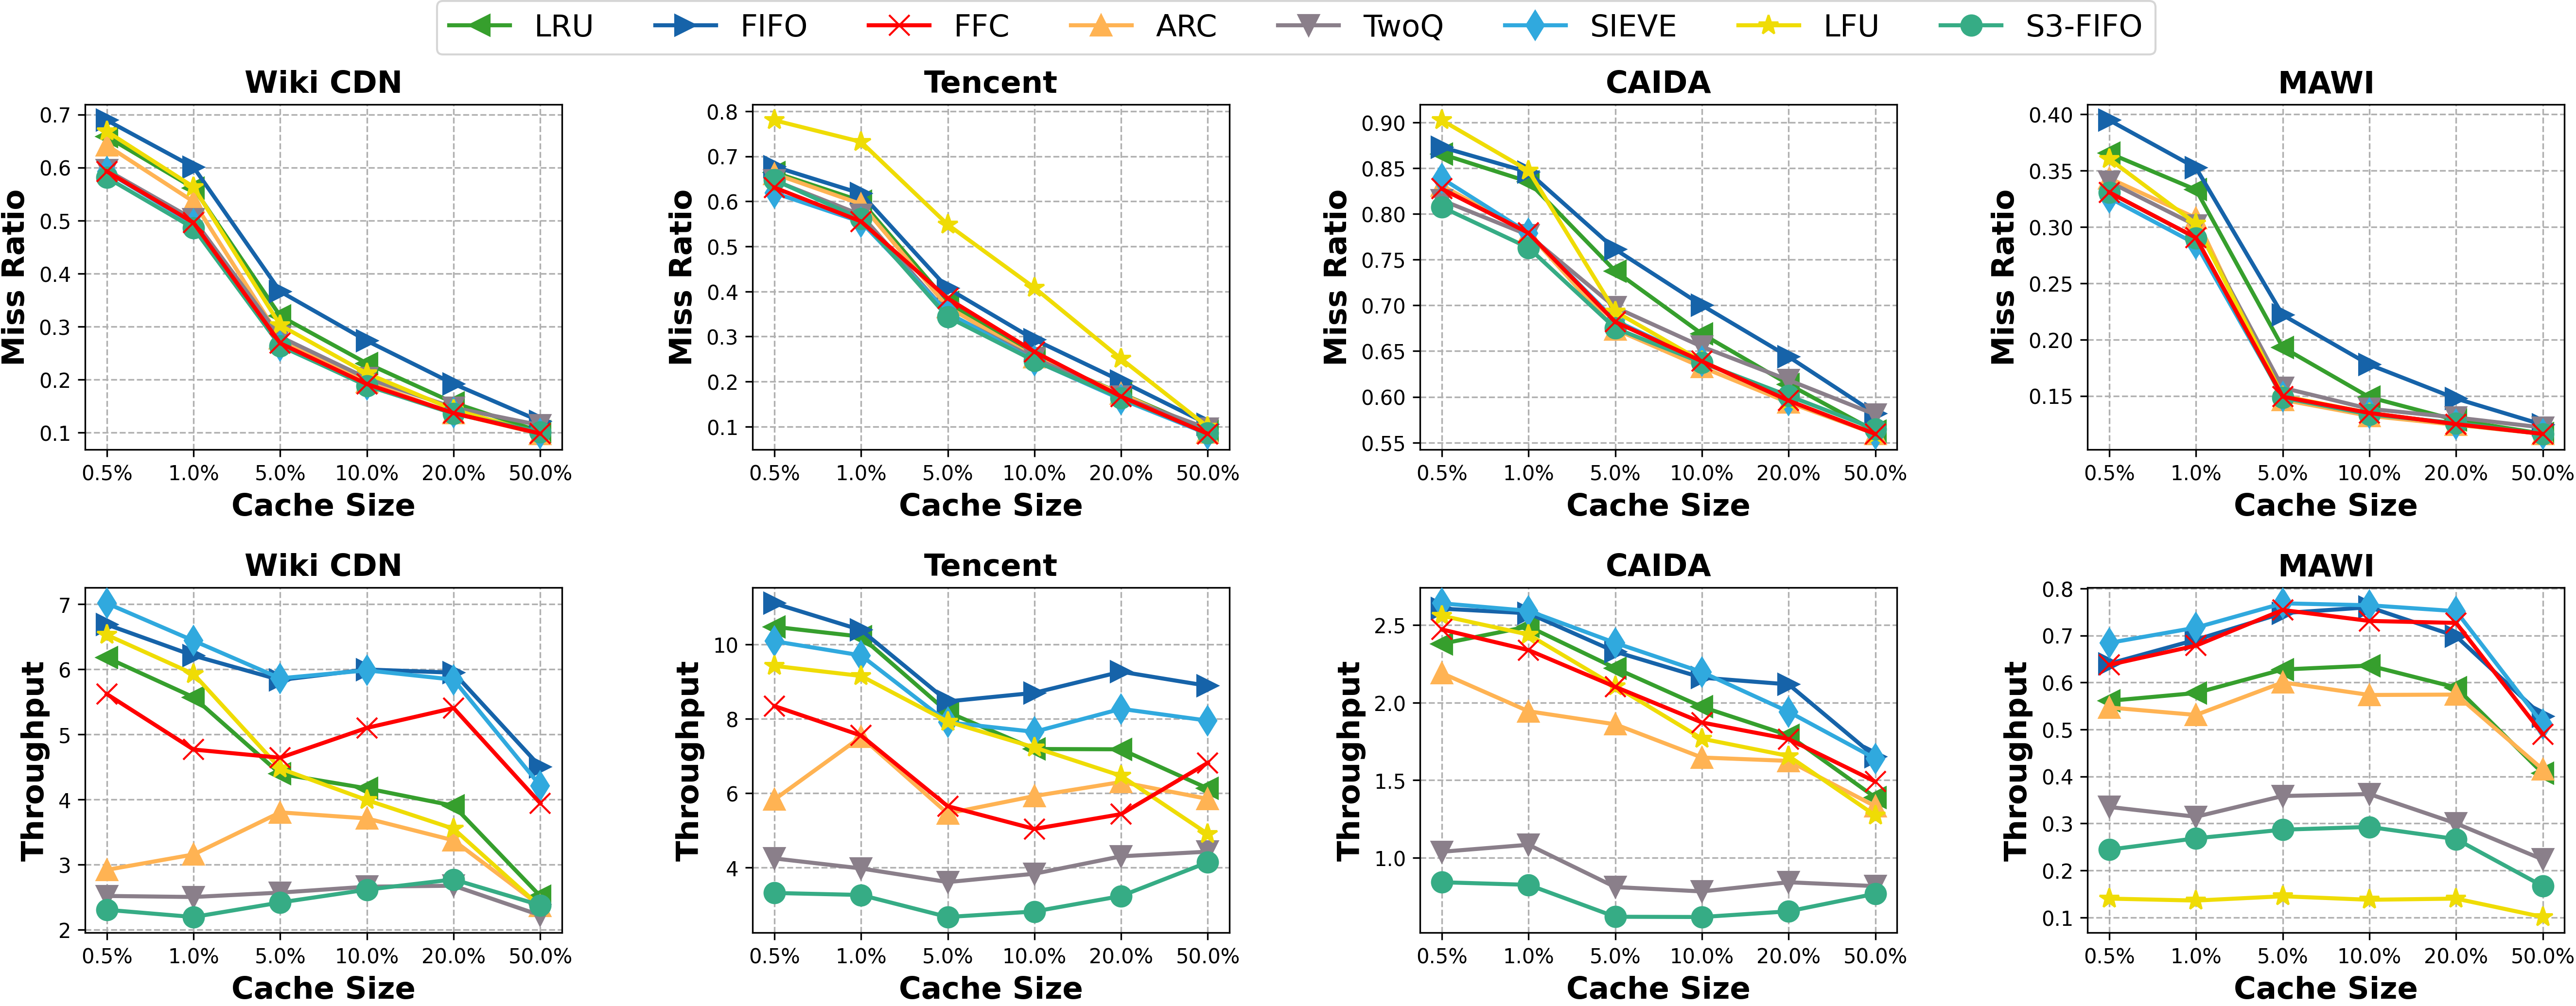 LRU FIFO FFC ARC TwoQ SIEVE LFU S3-FIFO
Wiki CDN
Miss Ratio
0.7
0.6
0.5
0.4
0.3
0.2
0.1
0.5% 1.0% 5.0% 10.0% 20.0% 50.0%
Cache Size
Tencent
Miss Ratio
0.8
0.7
0.6
0.5
0.4
0.3
0.2
0.1
0.5% 1.0% 5.0% 10.0% 20.0% 50.0%
Cache Size
CAIDA
Miss Ratio
0.90
0.85
0.80
0.75
0.70
0.65
0.60
0.55
0.5% 1.0% 5.0% 10.0% 20.0% 50.0%
Cache Size
MAWI
Miss Ratio
0.40
0.35
0.30
0.25
0.20
0.15
0.5% 1.0% 5.0% 10.0% 20.0% 50.0%
Cache Size
Wiki CDN
Throughput
7
6
5
4
3
2
0.5% 1.0% 5.0% 10.0% 20.0% 50.0%
Cache Size
Tencent
Throughput
10
8
6
4
0.5% 1.0% 5.0% 10.0% 20.0% 50.0%
Cache Size
CAIDA
Throughput
2.5
2.0
1.5
1.0
0.5% 1.0% 5.0% 10.0% 20.0% 50.0%
Cache Size
MAWI
Throughput
0.8
0.7
0.6
0.5
0.4
0.3
0.2
0.1
0.5% 1.0% 5.0% 10.0% 20.0% 50.0%
Cache Size